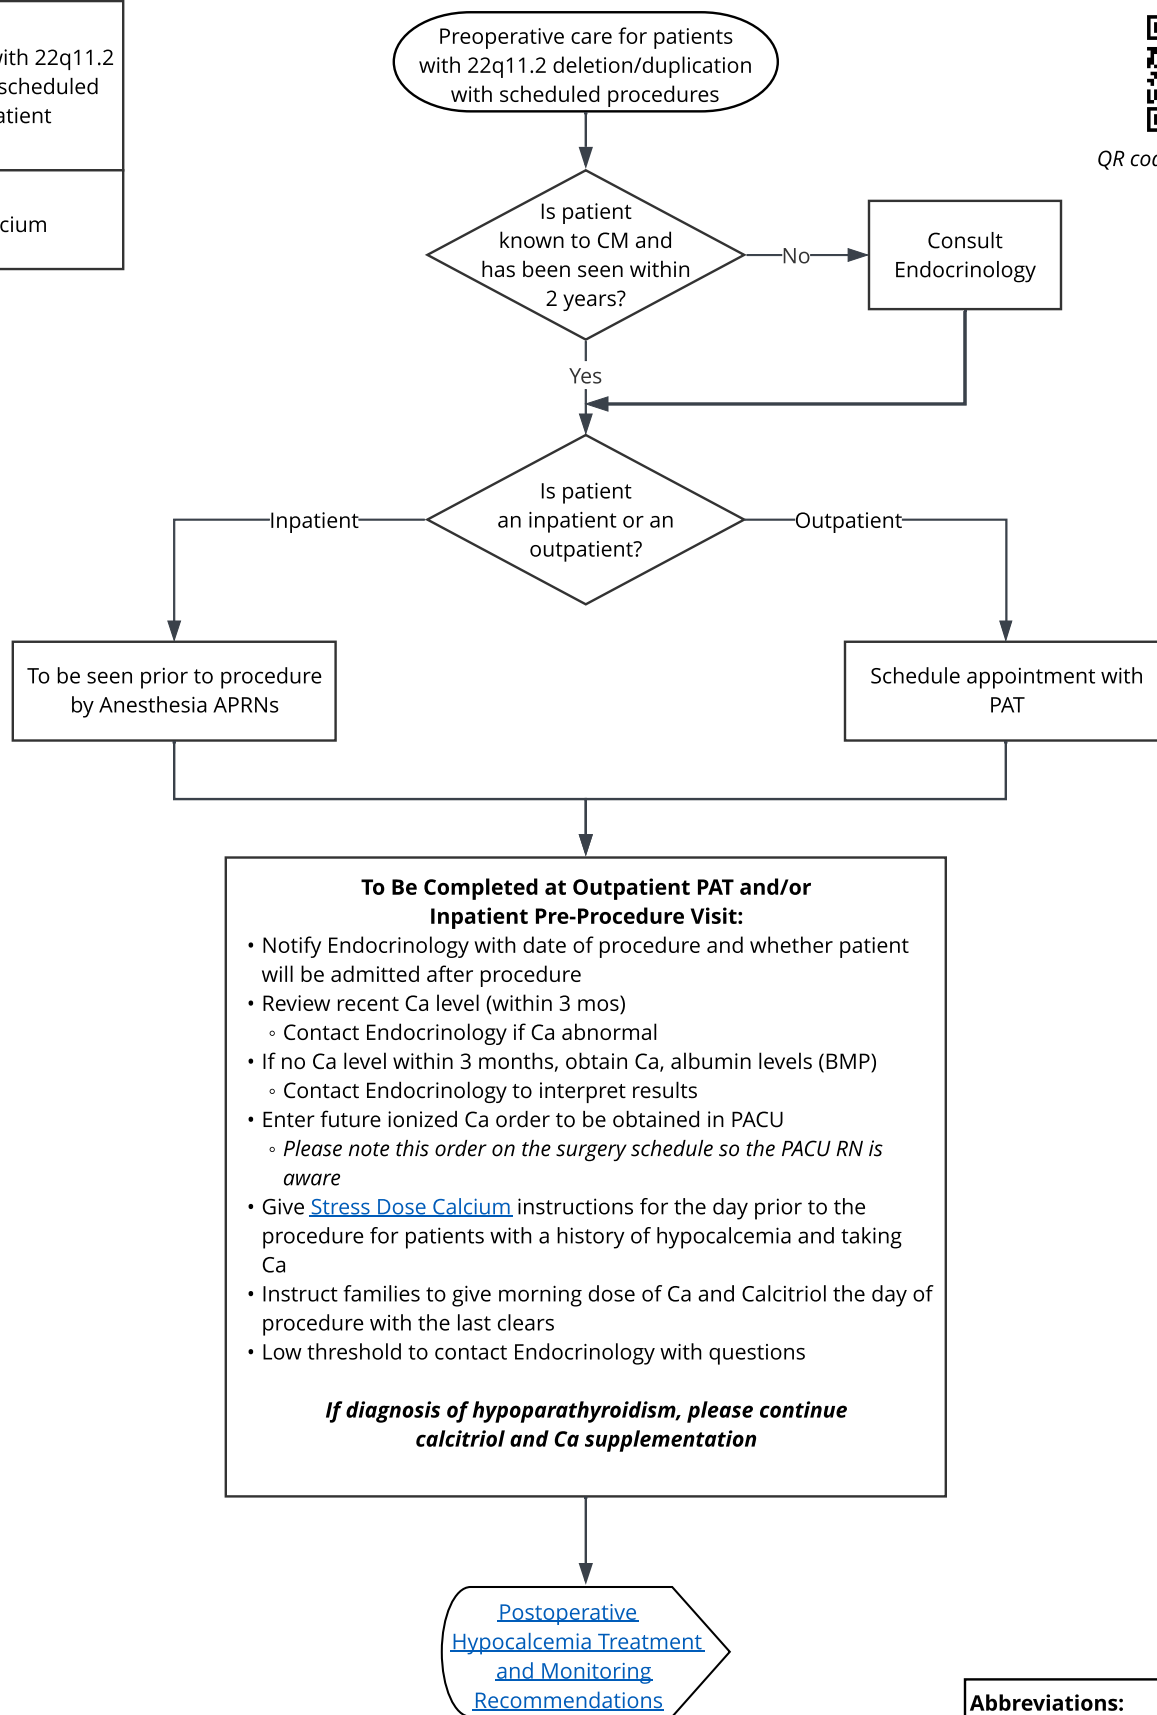 with 22q11.2
scheduled
Preoperative care for patients
with 22q11.2 deletion/duplication
with scheduled procedures
QR
Is patient
known to CM and
has been seen within
2 years?
No
Consult
Endocrinology
Yes
Is patient
an inpatient or an
outpatient?
Inpatient
Outpatient
To be seen prior to procedure
by Anesthesia APRNs
Schedule appointment with
PAT
To Be Completed at Outpatient PAT and/or
Inpatient Pre-Procedure Visit:
• Notify Endocrinology with date of procedure and whether patient
will be admitted after procedure
• Review recent Ca level (within 3 mos)
◦ Contact Endocrinology if Ca abnormal
• If no Ca level within 3 months, obtain Ca, albumin levels (BMP)
◦ Contact Endocrinology to interpret results
• Enter future ionized Ca order to be obtained in PACU
◦ Please note this order on the surgery schedule so the PACU RN is
aware
• Give Stress Dose Calcium instructions for the day prior to the
procedure for patients with a history of hypocalcemia and taking
Ca
• Instruct families to give morning dose of Ca and Calcitriol the day of
procedure with the last clears
• Low threshold to contact Endocrinology with questions
If diagnosis of hypoparathyroidism, please continue
calcitriol and Ca supplementation
Postoperative
Hypocalcemia Treatment
and Monitoring
Recommendations
Abbreviations: